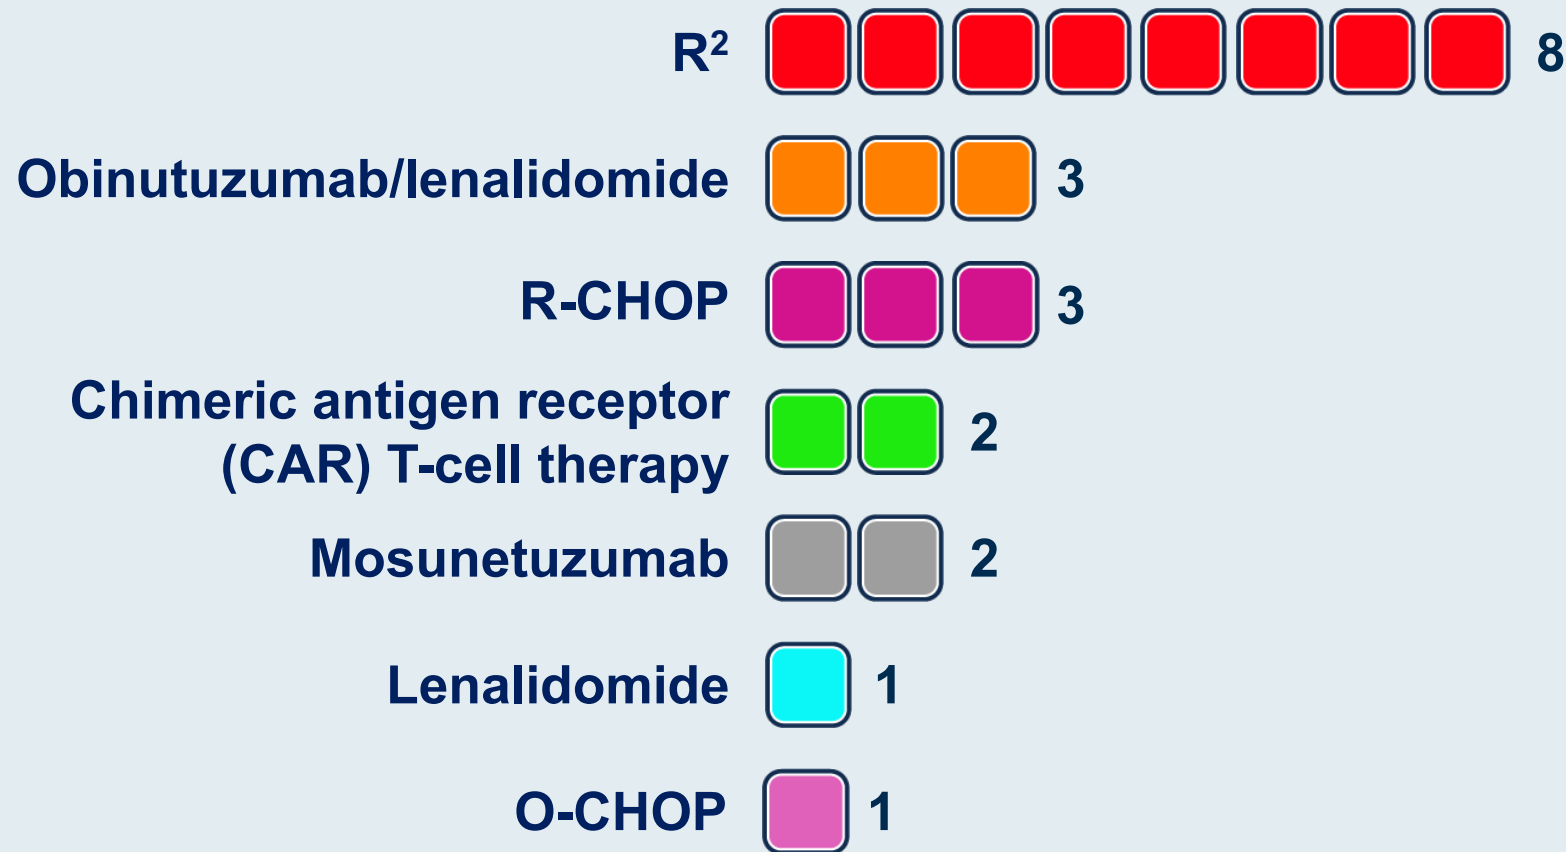 R² 8
Obinutuzumab/lenalidomide 3
R-CHOP 3
Chimeric antigen receptor
(CAR) T-cell therapy 2
Mosunetuzumab 2
Lenalidomide 1
O-CHOP 1